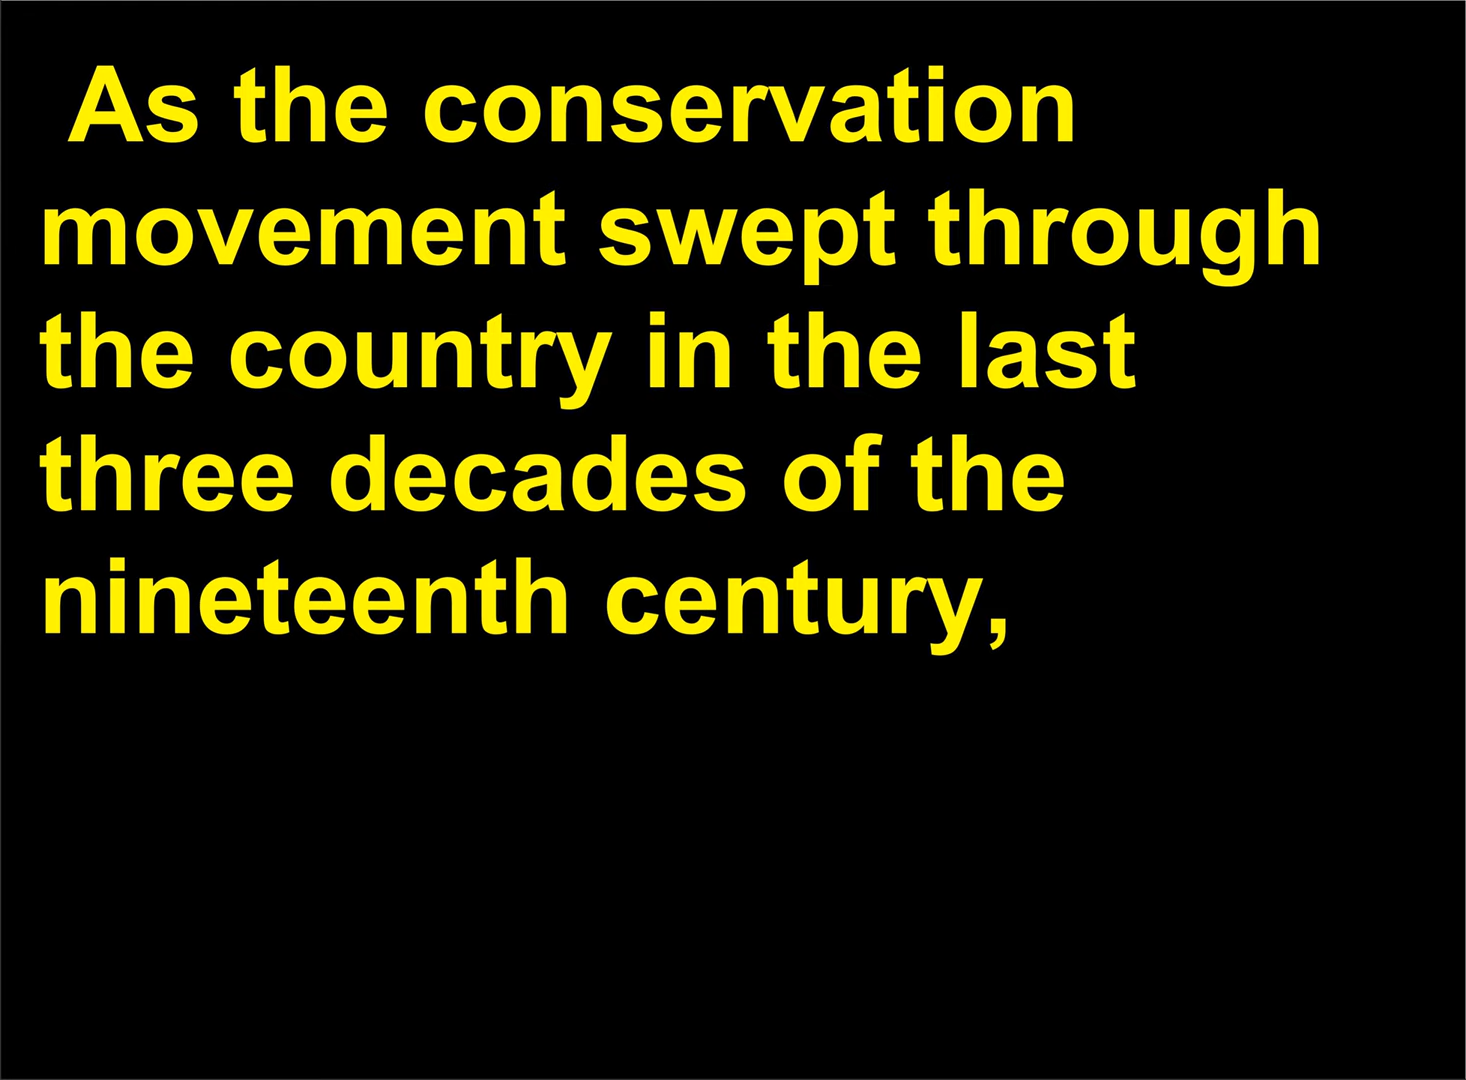 As the conservation
movement swept through
the country in the last
three decades of the
nineteenth century,